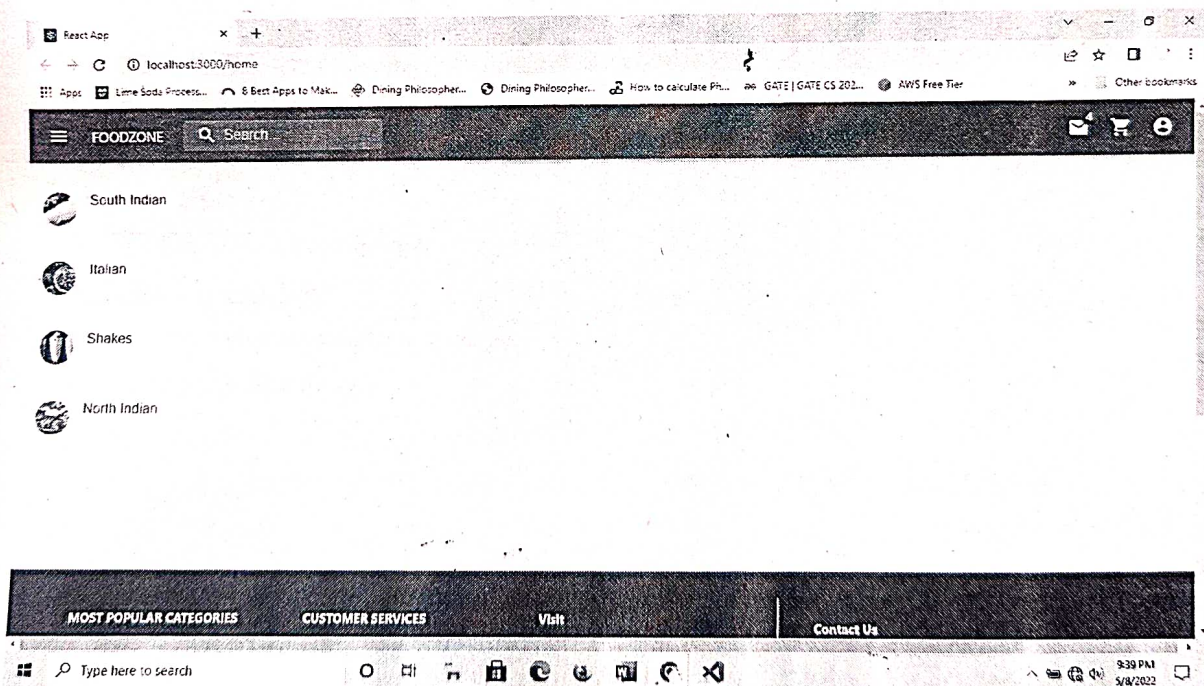 React App
localhost:3000/home
Apps Lime Soda Process... 8 Best Apps to Mak... Dining Philosopher... Dining Philosopher... How to calculate Ph... GATE | GATE CS 202... AWS Free Tier » Other bookmarks
FOODZONE Search 4
South Indian
Italian
Shakes
North Indian
MOST POPULAR CATEGORIES CUSTOMER SERVICES Visit Contact Us
Type here to search 9:39 PM
5/8/2022